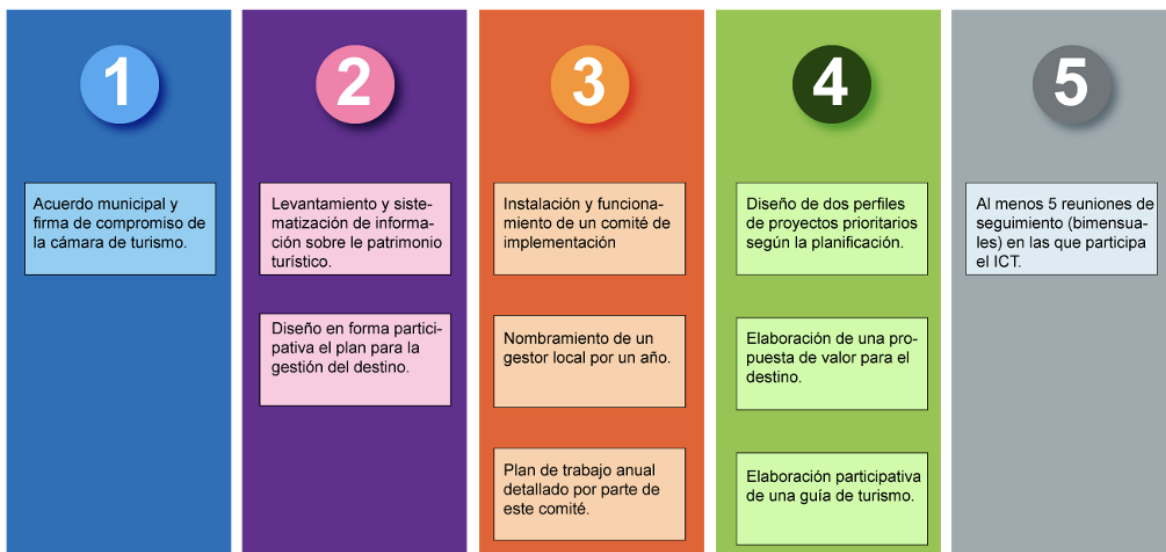 1
Acuerdo municipal y
firma de compromiso de
la cámara de turismo.
2
Levantamiento y siste-
matización de informa-
ción sobre le patrimonio
turístico.
Diseño en forma partici-
pativa el plan para la
gestión del destino.
3
Instalación y funciona-
miento de un comité de
implementación
Nombramiento de un
gestor local por un año.
Plan de trabajo anual
detallado por parte de
este comité.
4
Diseño de dos perfiles
de proyectos prioritarios
según la planificación.
Elaboración de una pro-
puesta de valor para el
destino.
Elaboración participativa
de una guía de turismo.
5
Al menos 5 reuniones de
seguimiento (bimensua-
les) en las que participa
el ICT.